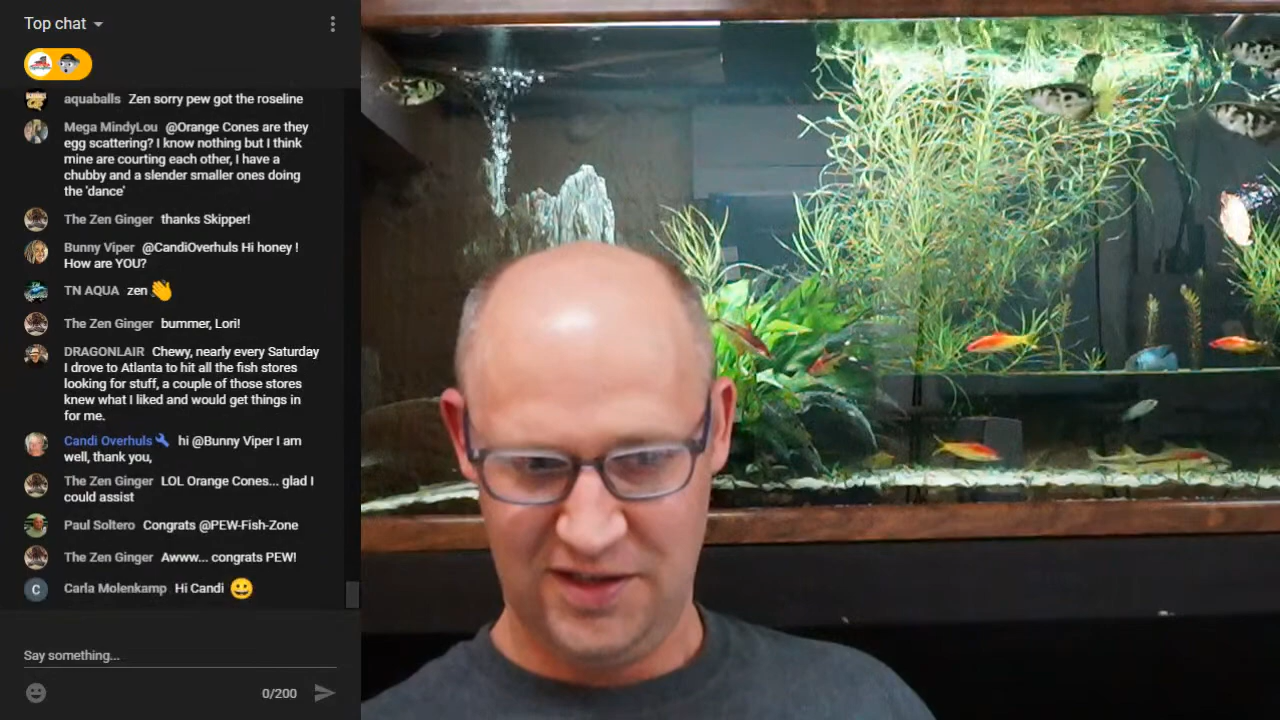 Top chat
aquaballs Zen sorry pew got the roseline
Mega MindyLou @Orange Cones are they
egg scattering? I know nothing but I think
mine are courting each other, I have a
chubby and a slender smaller ones doing
the 'dance'
The Zen Ginger thanks Skipper!
Bunny Viper @CandiOverhuls Hi honey !
How are YOU?
TN AQUA zen 👋
The Zen Ginger bummer, Lori!
DRAGONLAIR Chewy, nearly every Saturday
I drove to Atlanta to hit all the fish stores
looking for stuff, a couple of those stores
knew what I liked and would get things in
for me.
Candi Overhuls hi @Bunny Viper I am
well, thank you,
The Zen Ginger LOL Orange Cones... glad I
could assist
Paul Soltero Congrats @PEW-Fish-Zone
The Zen Ginger Awww... congrats PEW!
C Carla Molenkamp Hi Candi 😀
Say something...
0/200